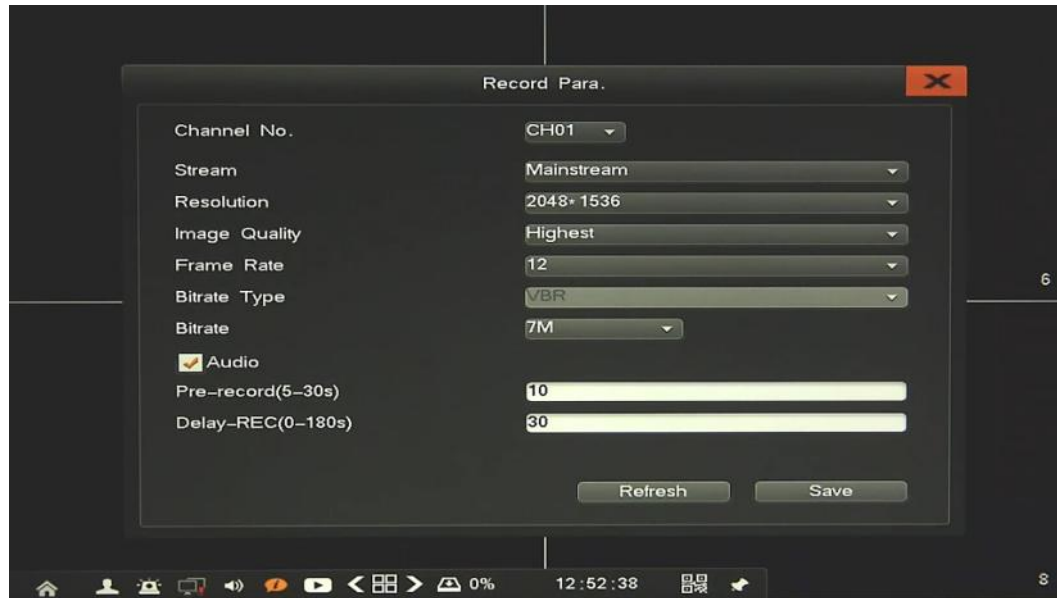 Record Para.
Channel No. CH01
Stream Mainstream
Resolution 2048*1536
Image Quality Highest
Frame Rate 12
6
Bitrate Type VBR
Bitrate 7M
Audio
Pre-record(5-30s) 10
Delay-REC(0-180s) 30
Refresh Save
0% 12:52:38
8